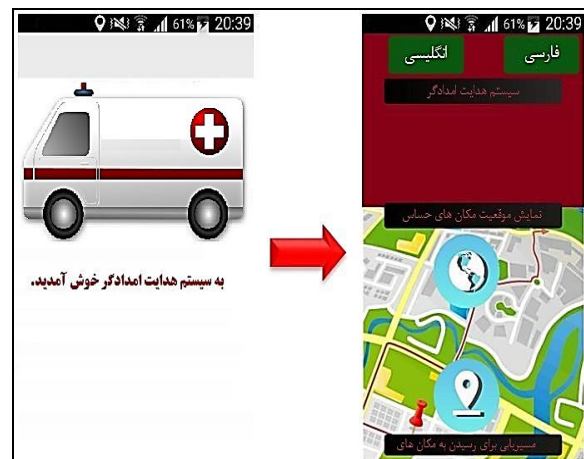 61% 20:39
به سیستم هدایت امدادگر خوش آمدید.
61% 20:39
فارسی
انگلیسی
سیستم هدایت امدادگر
نمایش موقعیت مکان های حساس
مسیریابی برای رسیدن به مکان های